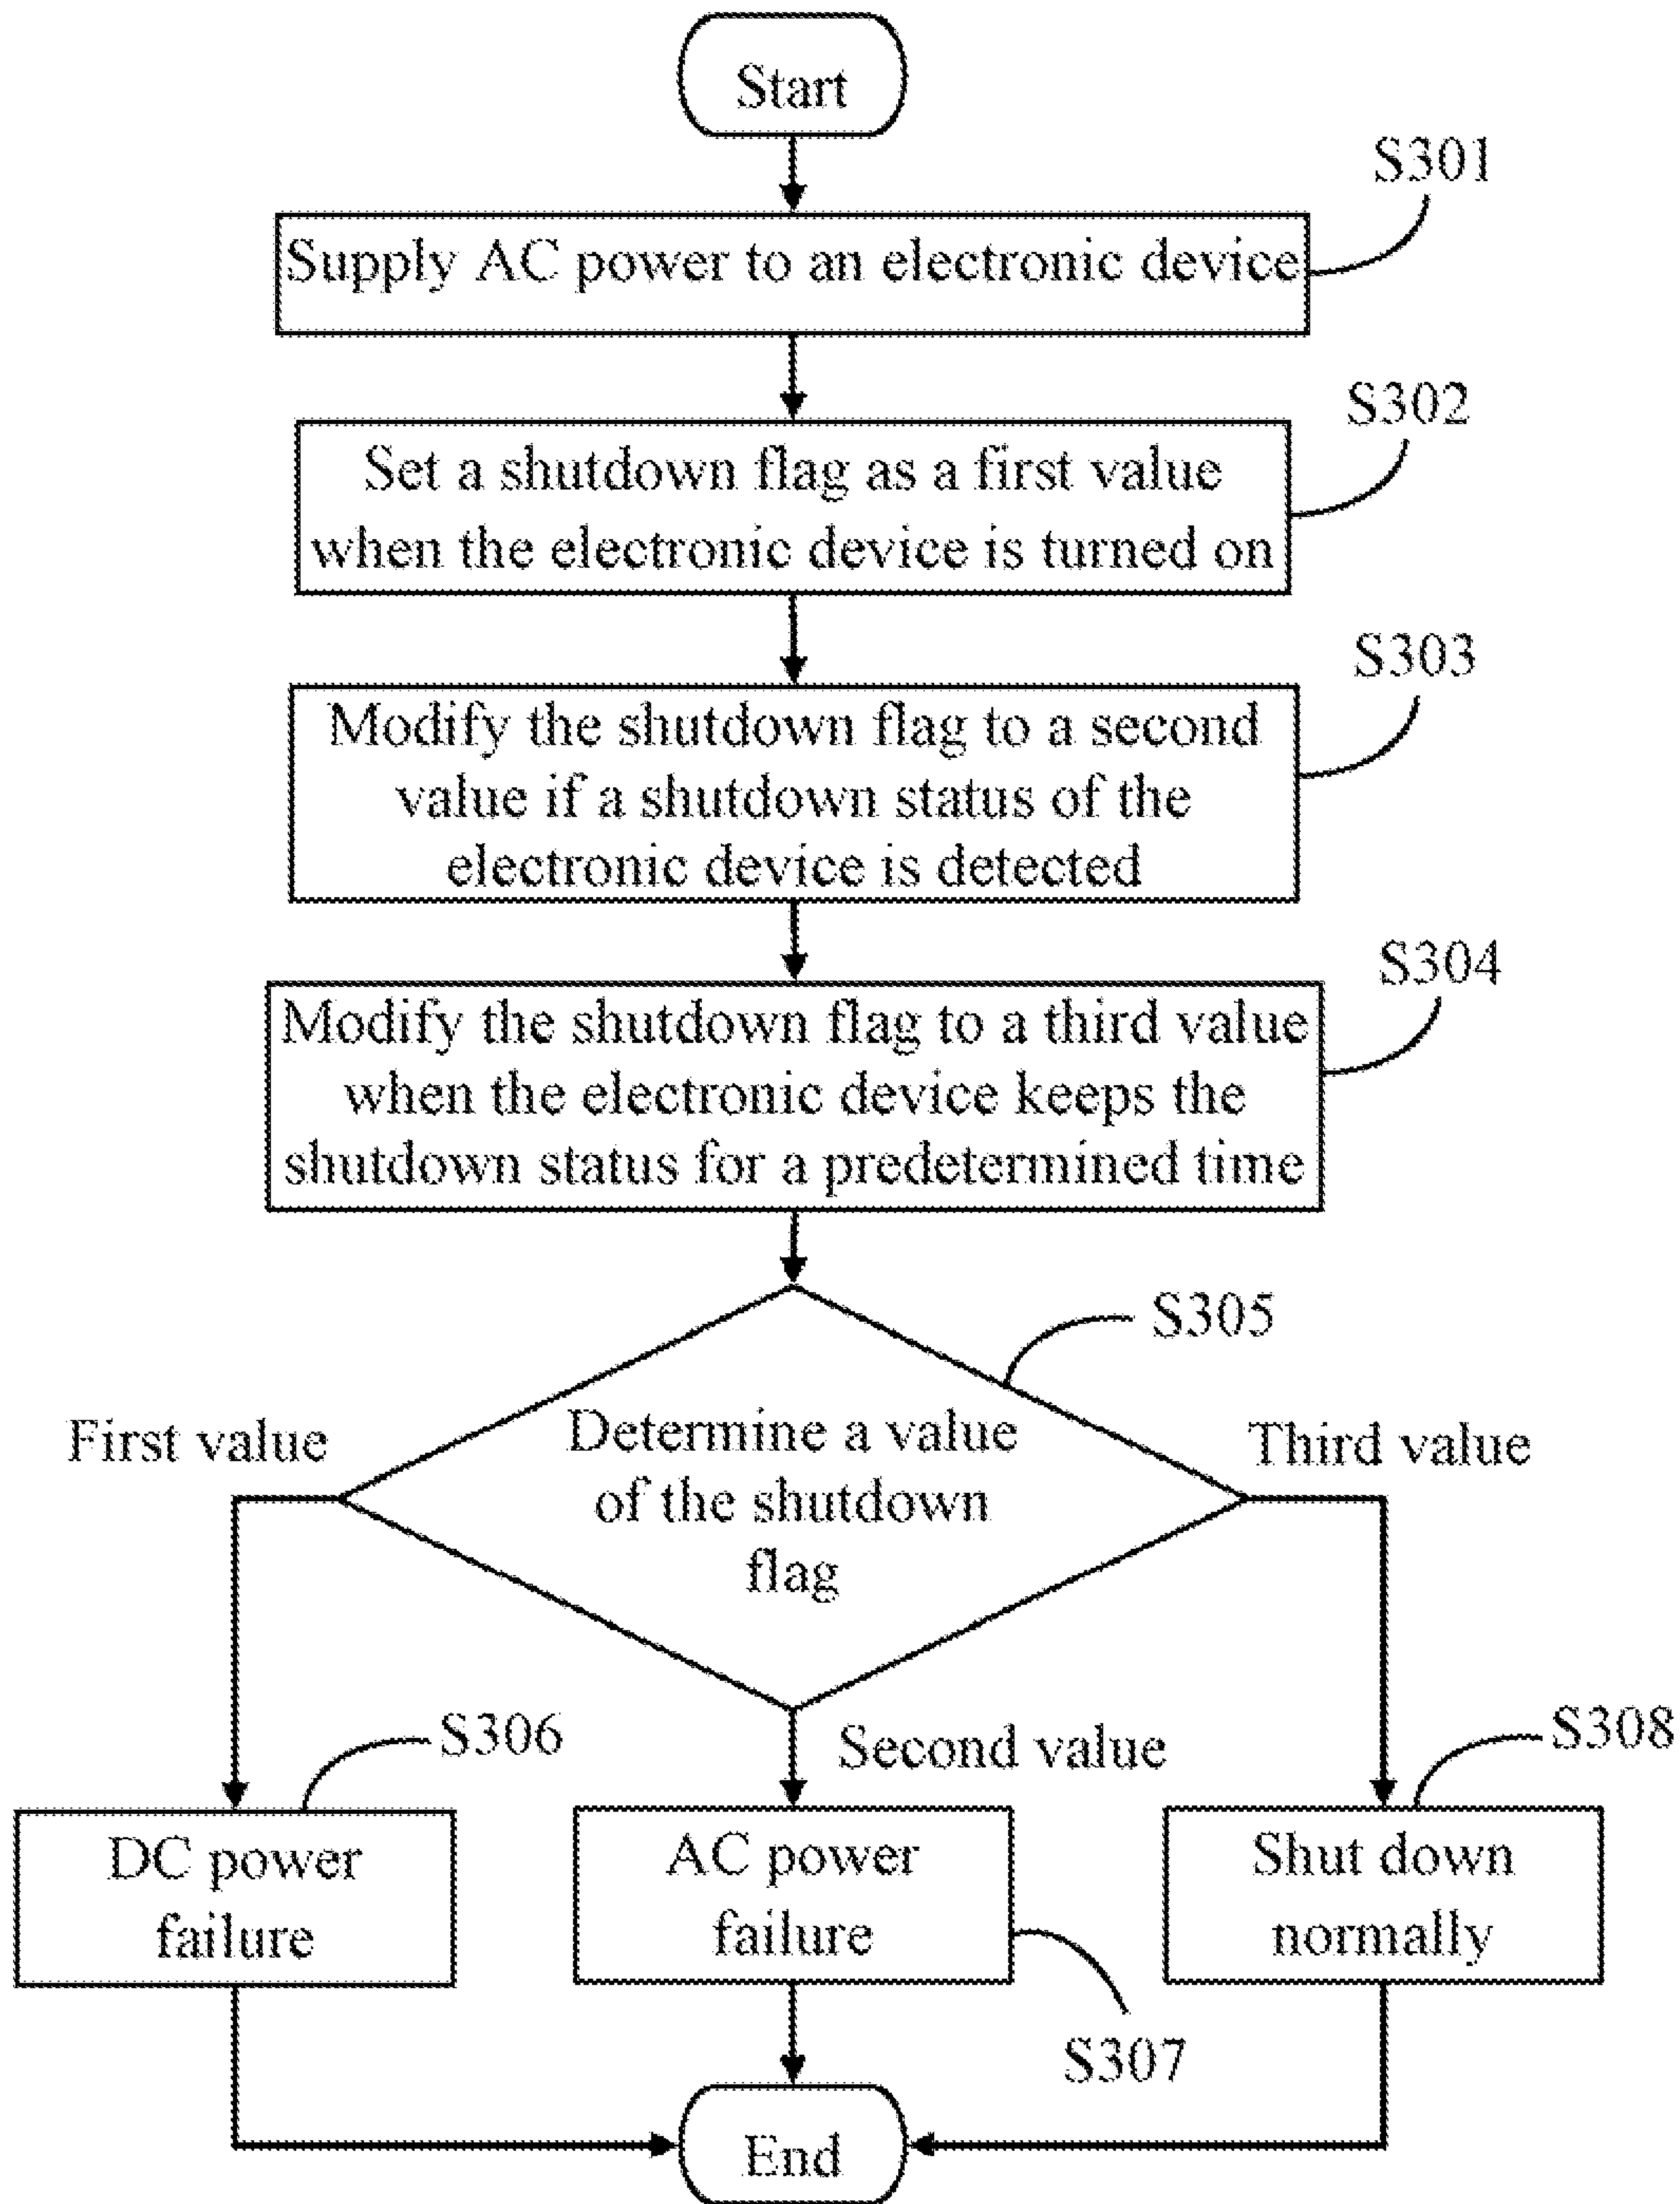 Start
S301
Supply AC power to an electronic device
S302
Set a shutdown flag as a first value
when the electronic device is turned on
S303
Modify the shutdown flag to a second
value if a shutdown status of the
electronic device is detected
S304
Modify the shutdown flag to a third value
when the electronic device keeps the
shutdown status for a predetermined time
S305
First value
Determine a value
of the shutdown
flag
Third value
S306
Second value
S308
DC power
failure
AC power
failure
Shut down
normally
S307
End